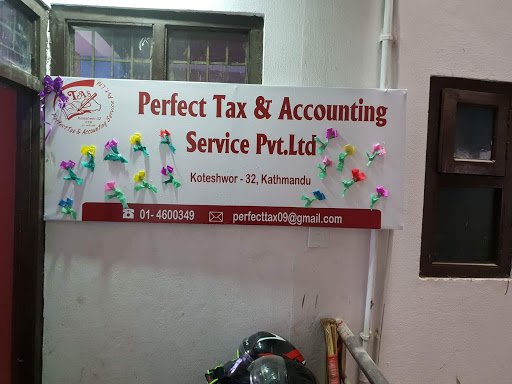 Perfect Tax & Accounting
Service Pvt.Ltd
Koteshwor - 32, Kathmandu
01- 4600349 perfecttax09@gmail.com